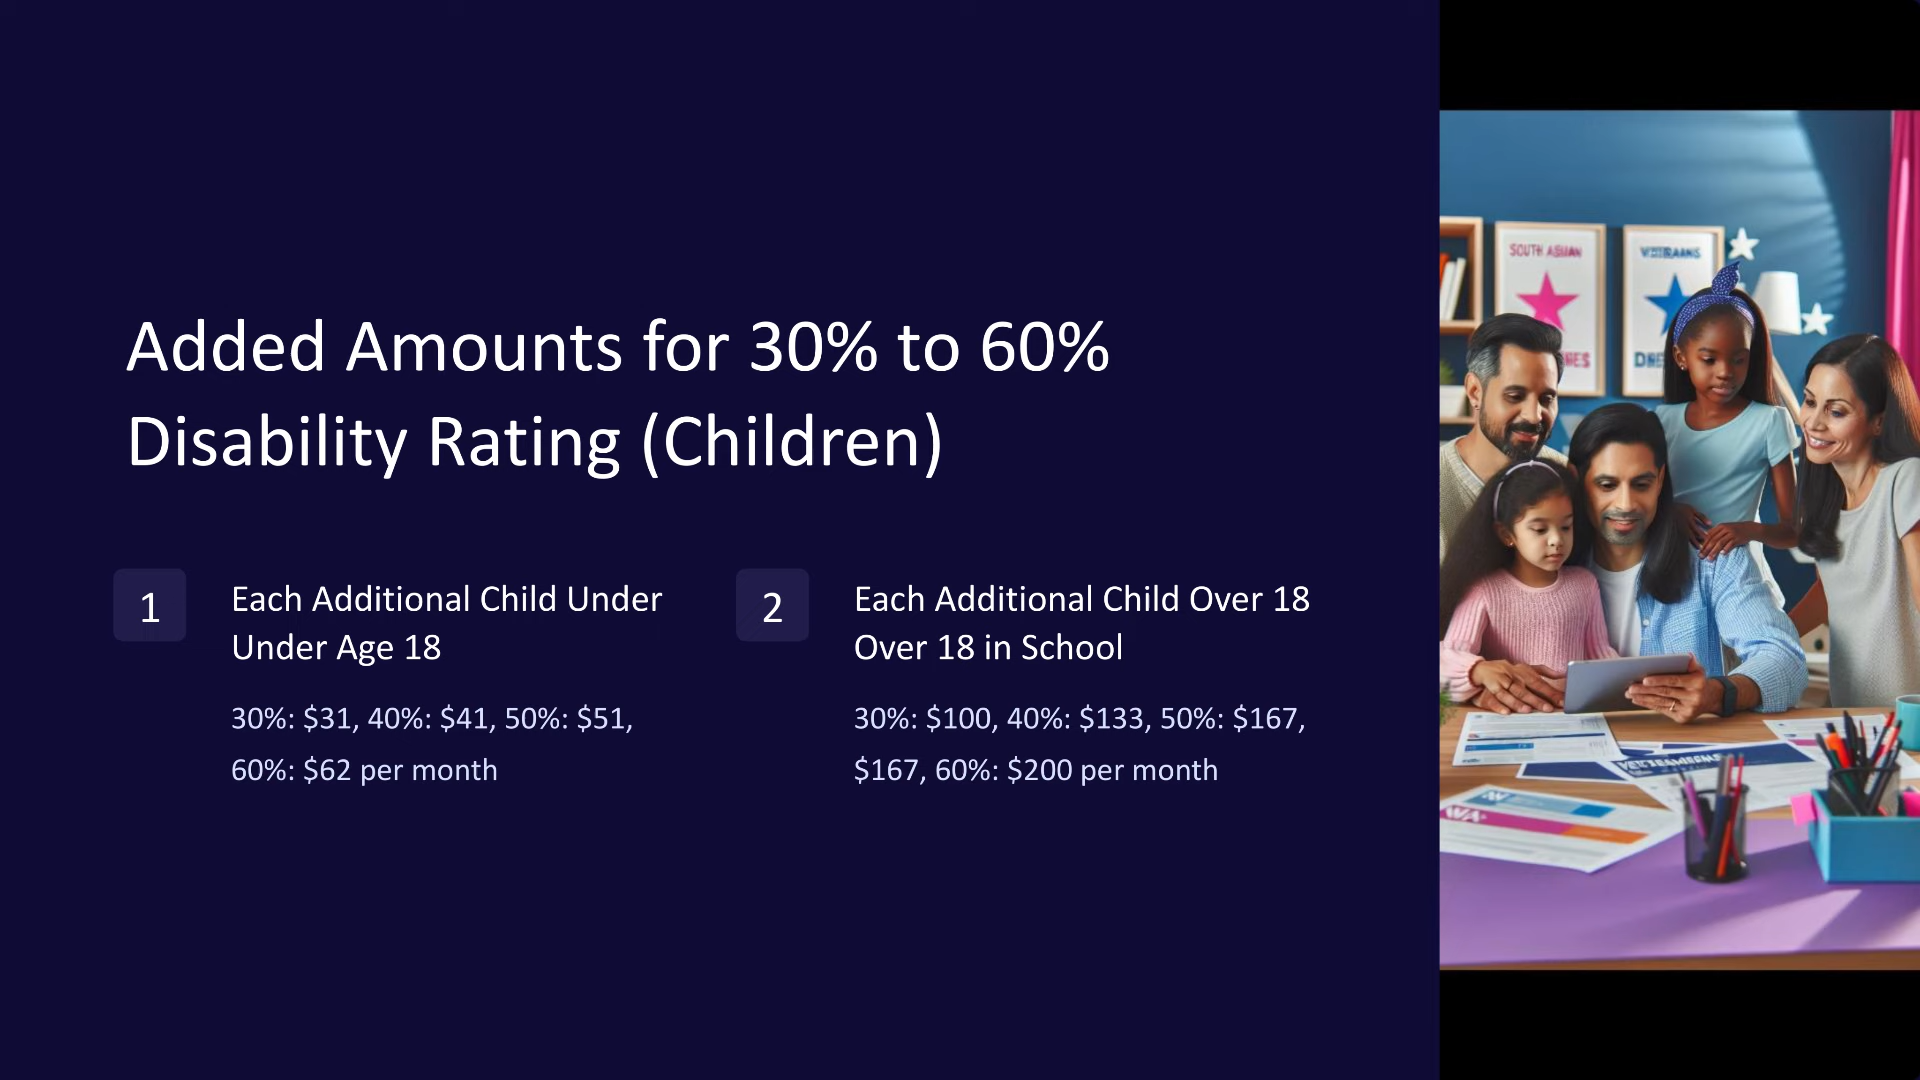 Added Amounts for 30% to 60%
Disability Rating (Children)
1
Each Additional Child Under
Under Age 18
30%: $31, 40%: $41, 50%: $51,
60%: $62 per month
2
Each Additional Child Over 18
Over 18 in School
30%: $100, 40%: $133, 50%: $167,
$167, 60%: $200 per month
SOUTH ASIAN